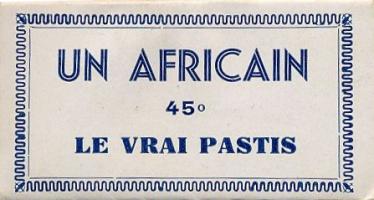 UN AFRICAIN
45°
LE VRAI PASTIS